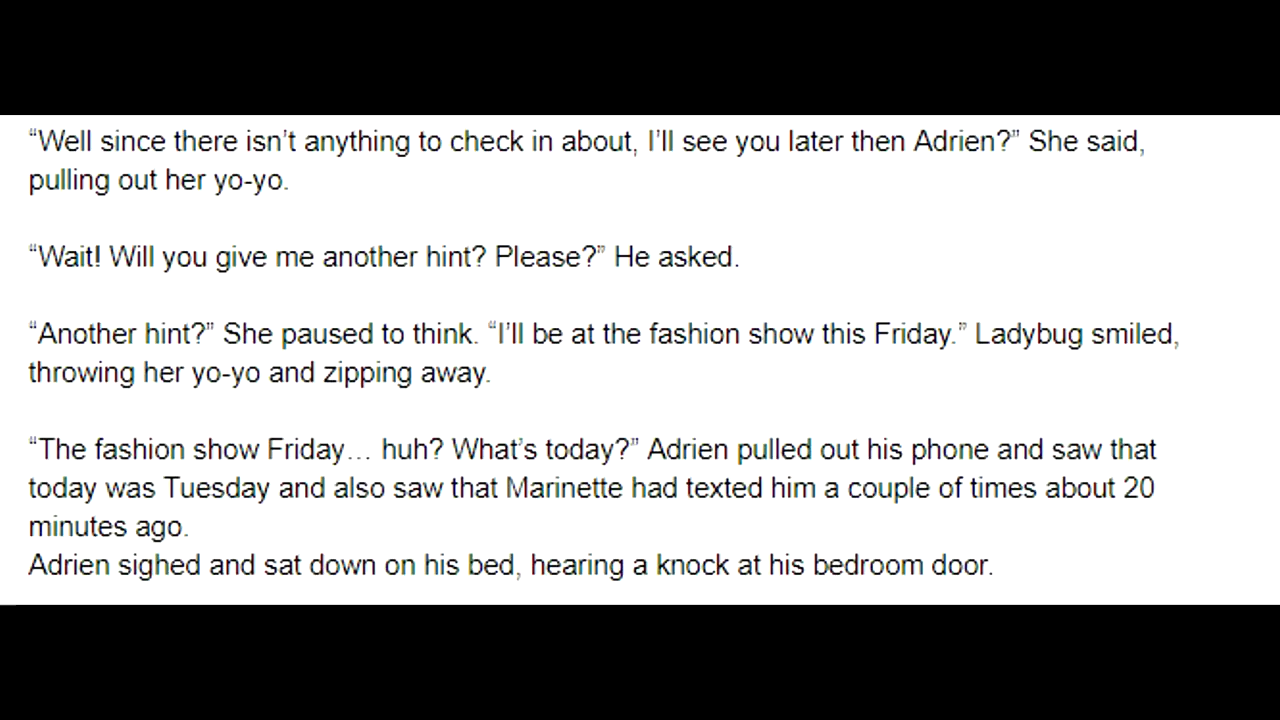 “Well since there isn’t anything to check in about, I’ll see you later then Adrien?” She said,
pulling out her yo-yo.
“Wait! Will you give me another hint? Please?” He asked.
“Another hint?” She paused to think. “I’ll be at the fashion show this Friday.” Ladybug smiled,
throwing her yo-yo and zipping away.
“The fashion show Friday… huh? What’s today?” Adrien pulled out his phone and saw that
today was Tuesday and also saw that Marinette had texted him a couple of times about 20
minutes ago.
Adrien sighed and sat down on his bed, hearing a knock at his bedroom door.